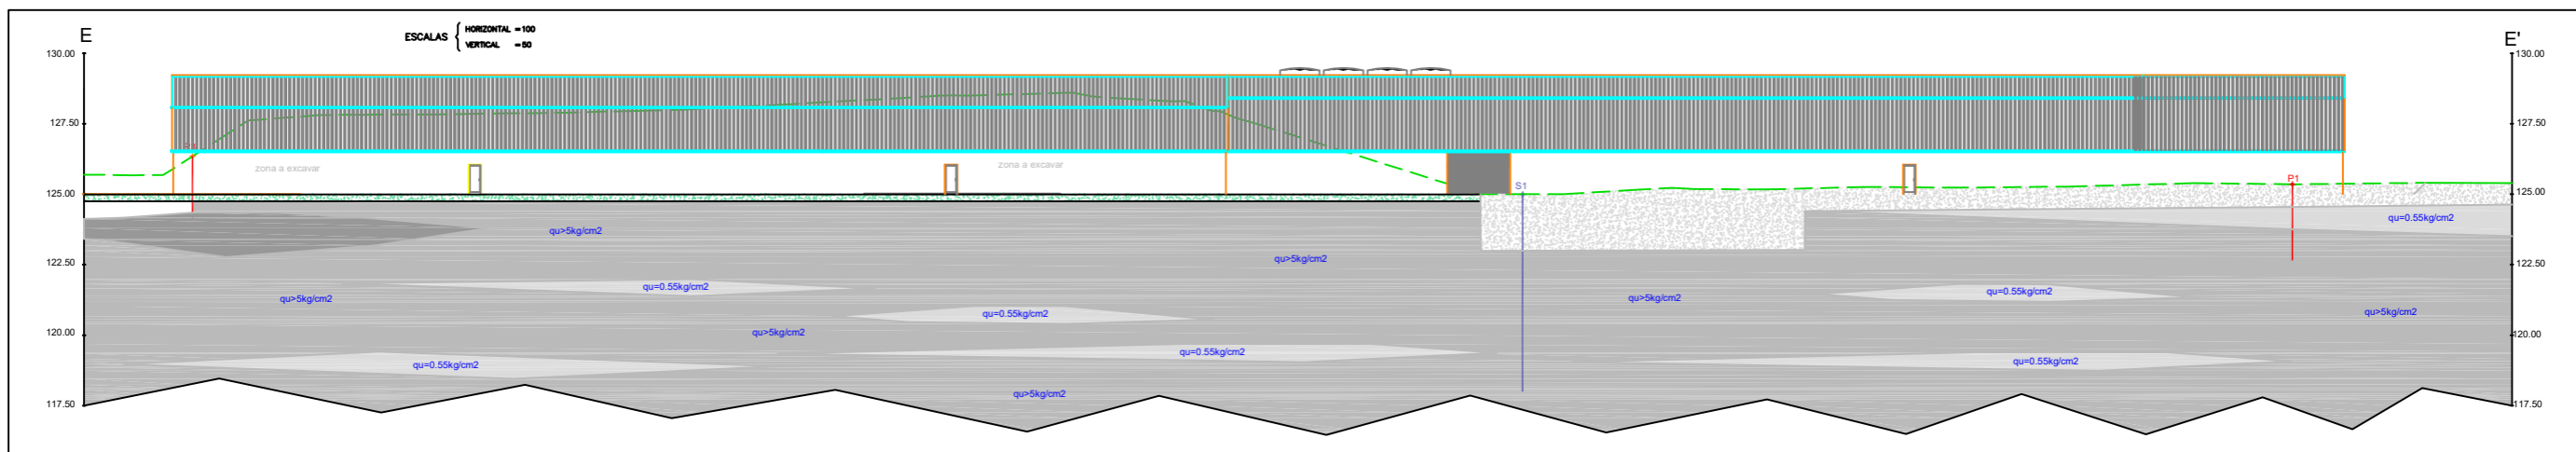 E
ESCALAS
HORIZONTAL =100
VERTICAL =50
E'
130.00
130.00
127.50
127.50
zona a excavar
zona a excavar
S1
P1
125.00
125.00
qu=0.55kg/cm2
qu>5kg/cm2
qu>5kg/cm2
122.50
122.50
qu=0.55kg/cm2
qu=0.55kg/cm2
qu>5kg/cm2
qu>5kg/cm2
qu=0.55kg/cm2
qu>5kg/cm2
120.00
qu>5kg/cm2
120.00
qu=0.55kg/cm2
qu=0.55kg/cm2
qu=0.55kg/cm2
qu>5kg/cm2
117.50
117.50